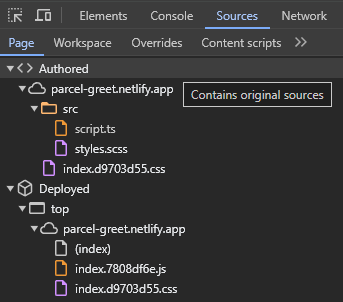 Elements Console Sources Network
Page Workspace Overrides Content scripts
Authored
parcel-greet.netlify.app
Contains original sources
src
script.ts
styles.scss
index.d9703d55.css
Deployed
top
parcel-greet.netlify.app
(index)
index.7808df6e.js
index.d9703d55.css